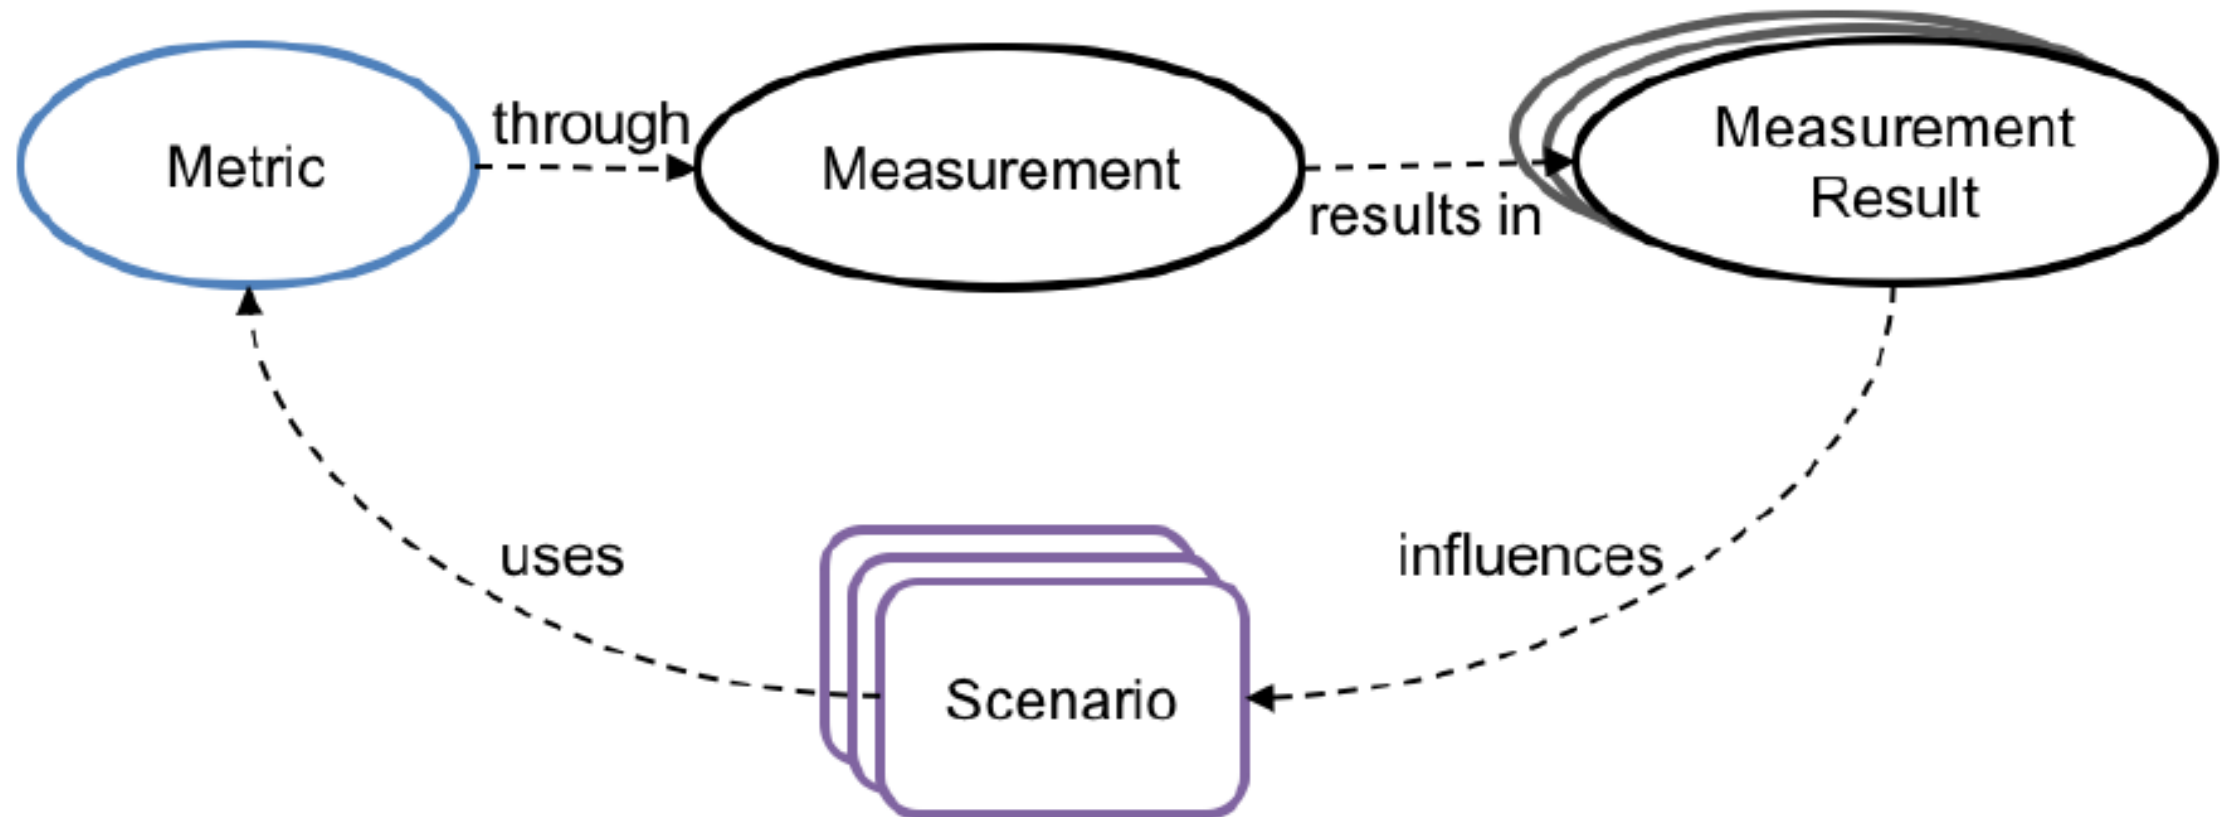 Metric
through
Measurement
results in
Measurement
Result
uses
influences
Scenario